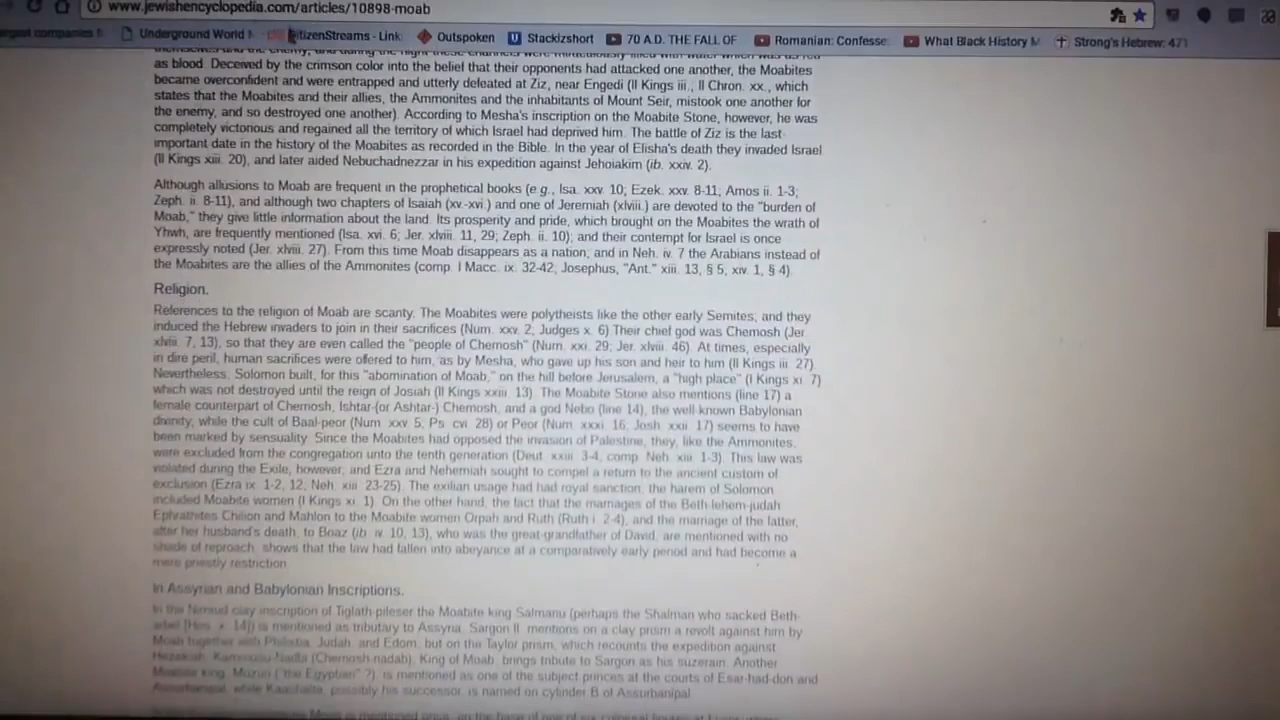 www.jewishencyclopedia.com/articles/10898-moab
Underground World
itizenStreams - Link
Outspoken
Stackizshort
70 A.D. THE FALL OF
Romanian: Confesse
What Black History
Strong's Hebrew: 471
as blood. Deceived by the crimson color into the belief that their opponents had attacked one another, the Moabites
became overconfident and were entrapped and utterly defeated at Ziz, near Engedi (II Kings iii., II Chron. xx., which
states that the Moabites and their allies, the Ammonites and the inhabitants of Mount Seir, mistook one another for
the enemy, and so destroyed one another). According to Mesha's inscription on the Moabite Stone, however, he was
completely victorious and regained all the territory of which Israel had deprived him. The battle of Ziz is the last
important date in the history of the Moabites as recorded in the Bible. In the year of Elisha's death they invaded Israel
(II Kings xiii. 20), and later aided Nebuchadnezzar in his expedition against Jehoiakim (ib. xxiv. 2).
Although allusions to Moab are frequent in the prophetical books (e.g., Isa. xxv. 10; Ezek. xxv. 8-11; Amos ii. 1-3;
Zeph. ii. 8-11), and although two chapters of Isaiah (xv.-xvi.) and one of Jeremiah (xlviii.) are devoted to the "burden of
Moab," they give little information about the land. Its prosperity and pride, which brought on the Moabites the wrath of
Yhwh, are frequently mentioned (Isa. xvi. 6; Jer. xlviii. 11, 29; Zeph. ii. 10); and their contempt for Israel is once
expressly noted (Jer. xlviii. 27). From this time Moab disappears as a nation; and in Neh. iv. 7 the Arabians instead of
the Moabites are the allies of the Ammonites (comp. I Macc. ix. 32-42; Josephus, "Ant." xiii. 13, § 5; xiv. 1, § 4).
Religion.
References to the religion of Moab are scanty. The Moabites were polytheists like the other early Semites; and they
induced the Hebrew invaders to join in their sacrifices (Num. xxv. 2; Judges x. 6).Their chief god was Chemosh (Jer.
xlviii. 7, 13), so that they are even called the "people of Chemosh" (Num. xxi. 29; Jer. xlviii. 46). At times, especially
in dire peril, human sacrifices were offered to him, as by Mesha, who gave up his son and heir to him (II Kings iii. 27).
Nevertheless, Solomon built, for this "abomination of Moab," on the hill before Jerusalem, a "high place" (I Kings xi. 7)
which was not destroyed until the reign of Josiah (II Kings xxiii. 13). The Moabite Stone also mentions (line 17) a
female counterpart of Chemosh, Ishtar-(or Ashtar-) Chemosh, and a god Nebo (line 14), the well-known Babylonian
divinity, while the cult of Baal-peor (Num. xxv. 5; Ps. cvi. 28) or Peor (Num. xxxi. 16; Josh. xxii. 17) seems to have
been marked by sensuality. Since the Moabites had opposed the invasion of Palestine, they, like the Ammonites,
were excluded from the congregation unto the tenth generation (Deut. xxiii. 3-4, comp. Neh. xiii. 1-3). This law was
violated during the Exile, however; and Ezra and Nehemiah sought to compel a return to the ancient custom of
exclusion (Ezra ix. 1-2, 12; Neh. xiii. 23-25). The exilian usage had had royal sanction; the harem of Solomon
included Moabite women (I Kings xi. 1). On the other hand, the fact that the marriages of the Beth-lehem-judah
Ephrathites Chilion and Mahlon to the Moabite women Orpah and Ruth (Ruth i. 2-4), and the marriage of the latter,
after her husband's death, to Boaz (ib. iv. 10, 13), who was the great-grandfather of David, are mentioned with no
shade of reproach, shows that the law had fallen into abeyance at a comparatively early period and had become a
mere priestly restriction.
In Assyrian and Babylonian Inscriptions.
In the Nimrud clay inscription of Tiglath-pileser the Moabite king Salmanu (perhaps the Shalman who sacked Beth-
arbel [Hos. x. 14]) is mentioned as tributary to Assyria. Sargon II. mentions on a clay prism a revolt against him by
Moab together with Philistia, Judah, and Edom; but on the Taylor prism, which recounts the expedition against
Hezekiah, Kammusu-Nadbi (Chemosh-nadab), King of Moab, brings tribute to Sargon as his suzerain. Another
Moabite king, Muzuri ("the Egyptian" ?), is mentioned as one of the subject princes at the courts of Esar-had-don and
Assurbanipal, while Kaasḥalta, possibly his successor, is named on cylinder B of Assurbanipal.